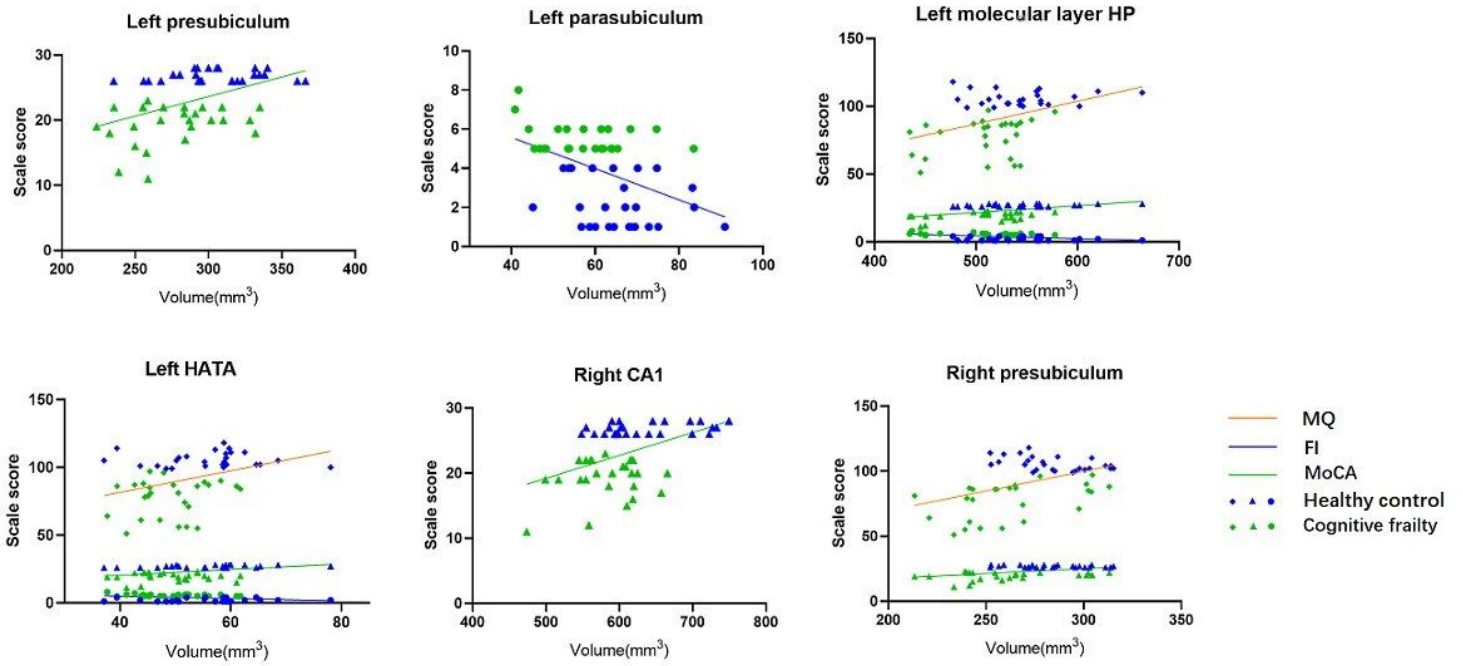 Left presubiculum
Scale score
30
20
10
0
200
250
300
350
400
Volume(mm³)
Left parasubiculum
Scale score
10
8
6
4
2
0
40
60
80
100
Volume(mm³)
Left molecular layer HP
Scale score
150
100
50
0
400
500
600
700
Volume(mm³)
Left HATA
Scale score
150
100
50
0
40
60
80
Volume(mm³)
Right CA1
Scale score
30
20
10
0
400
500
600
700
800
Volume(mm³)
Right presubiculum
Scale score
150
100
50
0
200
250
300
350
Volume(mm³)
MQ
FI
MoCA
Healthy control
Cognitive frailty